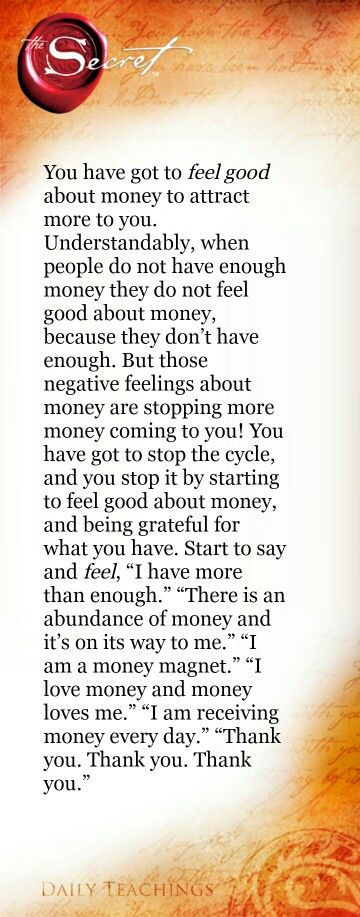 the Secret™
You have got to feel good
about money to attract
more to you.
Understandably, when
people do not have enough
money they do not feel
good about money,
because they don’t have
enough. But those
negative feelings about
money are stopping more
money coming to you! You
have got to stop the cycle,
and you stop it by starting
to feel good about money,
and being grateful for
what you have. Start to say
and feel, “I have more
than enough.” “There is an
abundance of money and
it’s on its way to me.” “I
am a money magnet.” “I
love money and money
loves me.” “I am receiving
money every day.” “Thank
you. Thank you. Thank
you.”
DAILY TEACHINGS